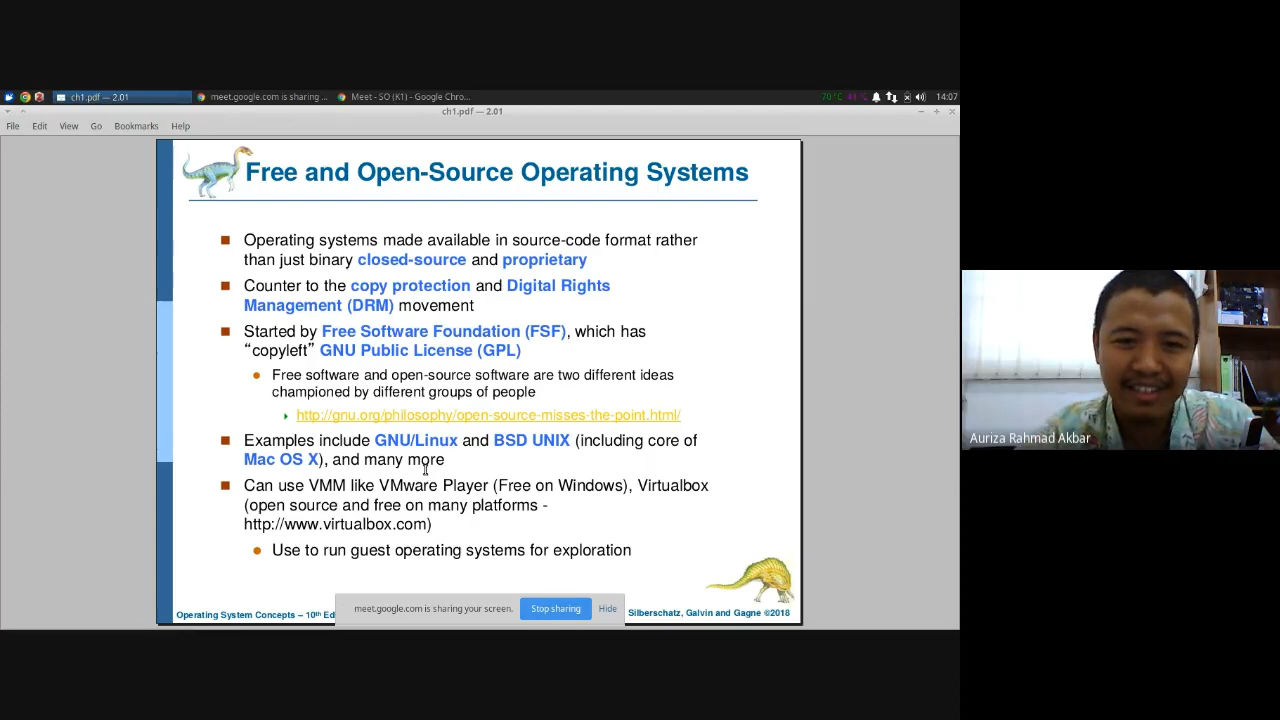 ch1.pdf — 2.01
meet.google.com is sharing ...
Meet - SO (K1) - Google Chro...
70°C
14:07
ch1.pdf — 2.01
File Edit View Go Bookmarks Help
Free and Open-Source Operating Systems
Operating systems made available in source-code format rather
than just binary closed-source and proprietary
Counter to the copy protection and Digital Rights
Management (DRM) movement
Started by Free Software Foundation (FSF), which has
“copyleft” GNU Public License (GPL)
Free software and open-source software are two different ideas
championed by different groups of people
http://gnu.org/philosophy/open-source-misses-the-point.html/
Examples include GNU/Linux and BSD UNIX (including core of
Mac OS X), and many more
Can use VMM like VMware Player (Free on Windows), Virtualbox
(open source and free on many platforms -
http://www.virtualbox.com)
Use to run guest operating systems for exploration
Operating System Concepts – 10th Ed
meet.google.com is sharing your screen.
Stop sharing
Hide
Silberschatz, Galvin and Gagne ©2018
Auriza Rahmad Akbar